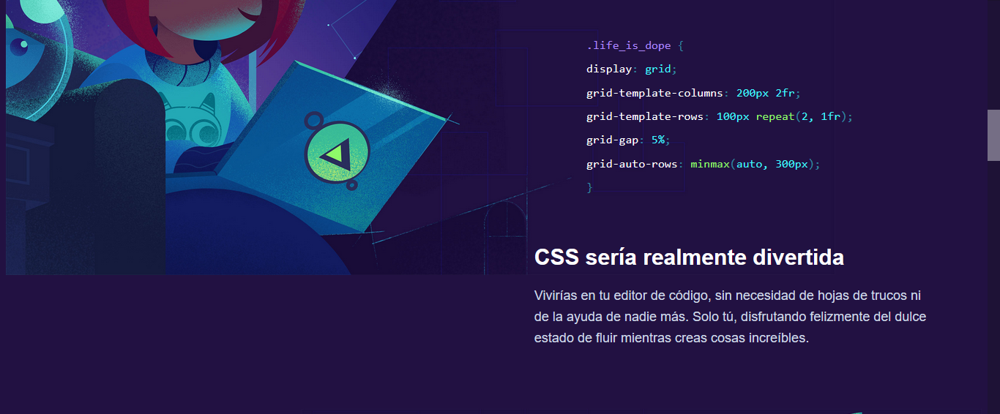 .life_is_dope {
display: grid;
grid-template-columns: 200px 2fr;
grid-template-rows: 100px repeat(2, 1fr);
grid-gap: 5%;
grid-auto-rows: minmax(auto, 300px);
}
CSS sería realmente divertida
Vivirías en tu editor de código, sin necesidad de hojas de trucos ni
de la ayuda de nadie más. Solo tú, disfrutando felizmente del dulce
estado de fluir mientras creas cosas increíbles.